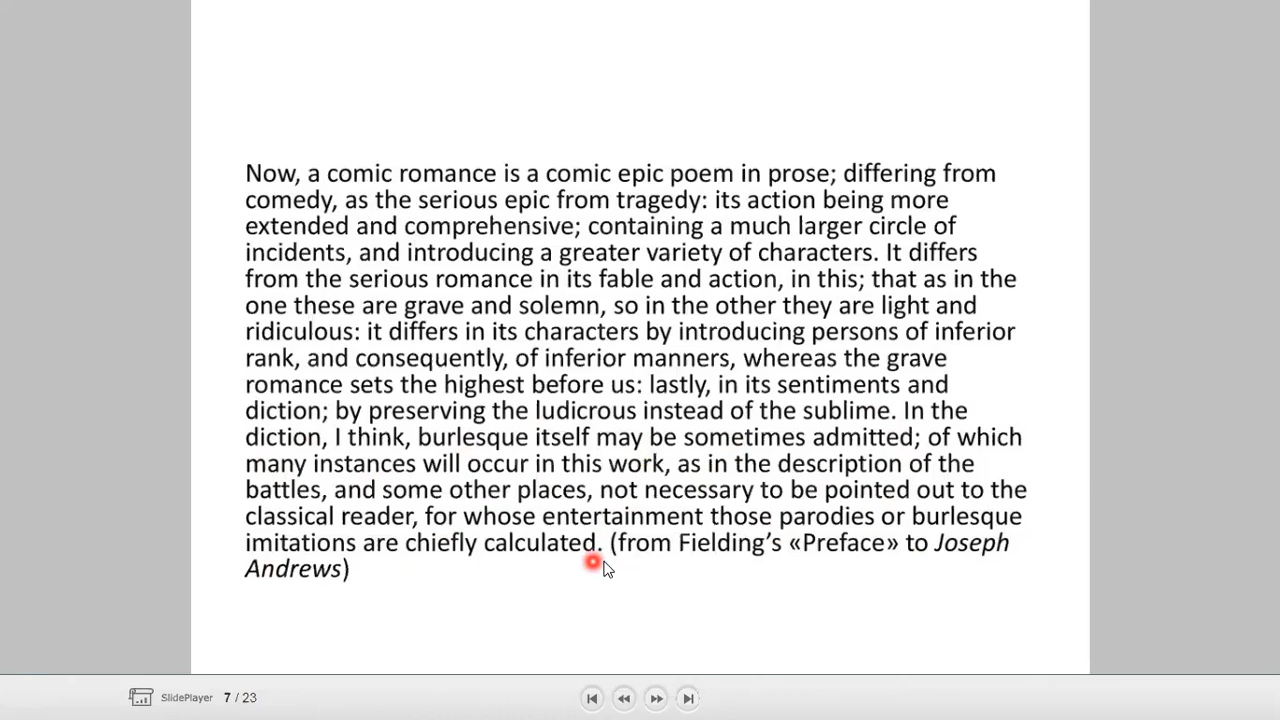 Now, a comic romance is a comic epic poem in prose; differing from
comedy, as the serious epic from tragedy: its action being more
extended and comprehensive; containing a much larger circle of
incidents, and introducing a greater variety of characters. It differs
from the serious romance in its fable and action, in this; that as in the
one these are grave and solemn, so in the other they are light and
ridiculous: it differs in its characters by introducing persons of inferior
rank, and consequently, of inferior manners, whereas the grave
romance sets the highest before us: lastly, in its sentiments and
diction; by preserving the ludicrous instead of the sublime. In the
diction, I think, burlesque itself may be sometimes admitted; of which
many instances will occur in this work, as in the description of the
battles, and some other places, not necessary to be pointed out to the
classical reader, for whose entertainment those parodies or burlesque
imitations are chiefly calculated. (from Fielding’s «Preface» to Joseph
Andrews)
SlidePlayer 7 / 23